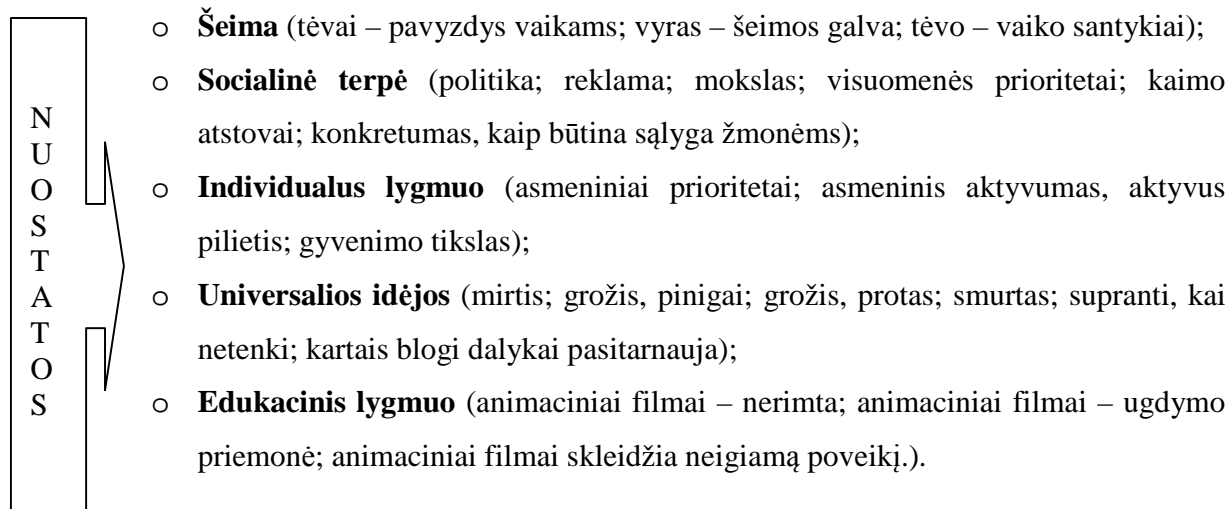 NUOSTATOS
o Šeima (tėvai – pavyzdys vaikams; vyras – šeimos galva; tėvo – vaiko santykiai);
o Socialinė terpė (politika; reklama; mokslas; visuomenės prioritetai; kaimo
atstovai; konkretumas, kaip būtina sąlyga žmonėms);
o Individualus lygmuo (asmeniniai prioritetai; asmeninis aktyvumas, aktyvus
pilietis; gyvenimo tikslas);
o Universalios idėjos (mirtis; grožis, pinigai; grožis, protas; smurtas; supranti, kai
netenki; kartais blogi dalykai pasitarnauja);
o Edukacinis lygmuo (animaciniai filmai – nerimta; animaciniai filmai – ugdymo
priemonė; animaciniai filmai skleidžia neigiamą poveikį.).